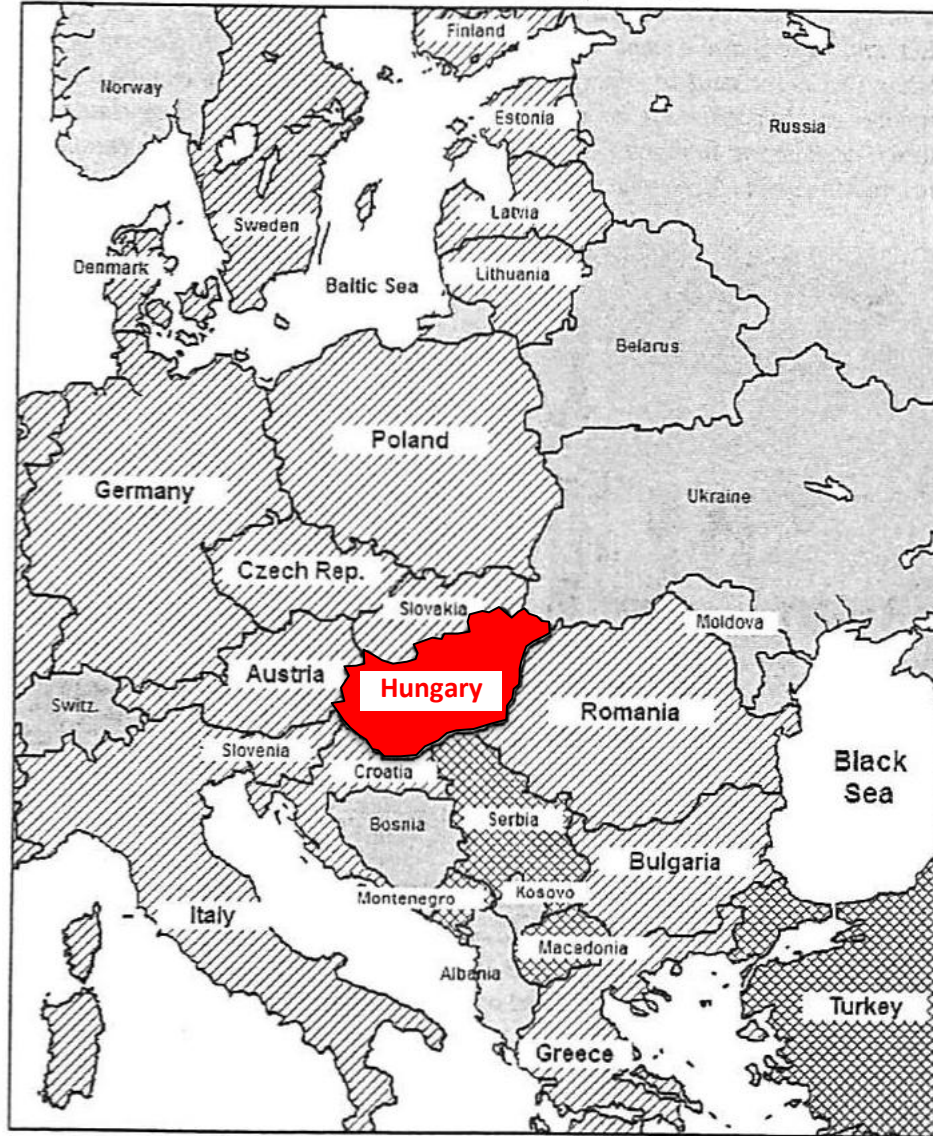 Finland
Norway
Estonia
Russia
Latvia
Sweden
Denmark
Lithuania
Baltic Sea
Belarus
Poland
Germany
Ukraine
Czech Rep.
Slovakia
Moldova
Austria
Hungary
Switz.
Romania
Slovenia
Black
Sea
Croatia
Serbia
Bosnia
Bulgaria
Kosovo
Montenegro
Italy
Macedonia
Albania
Turkey
Greece